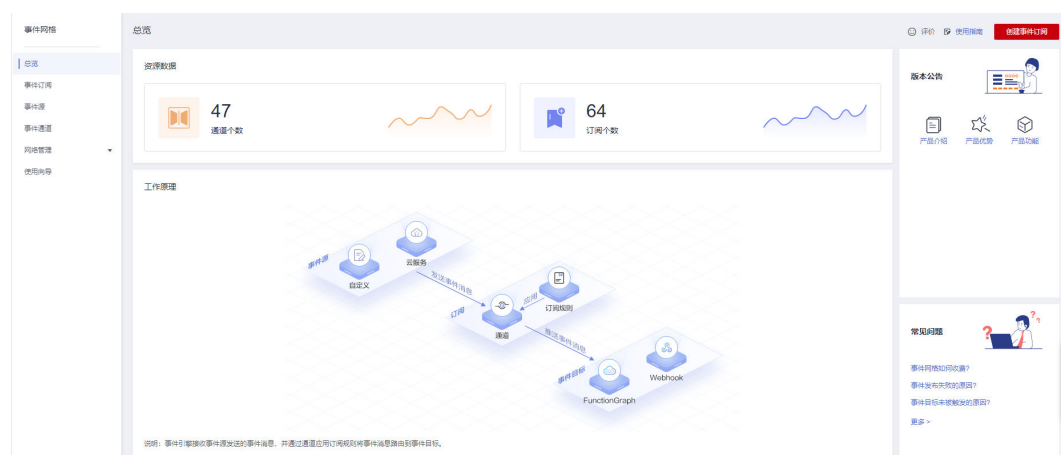 事件网格
总览
事件订阅
事件源
事件通道
网络管理
使用向导
总览
评价
使用指南
创建事件订阅
资源数据
47
通道个数
64
订阅个数
工作原理
事件源
自定义
云服务
发送事件消息
订阅
通道
应用
订阅规则
推送事件消息
事件目标
FunctionGraph
Webhook
说明：事件引擎接收事件源发送的事件消息，并通过通道应用订阅规则将事件消息路由到事件目标。
版本公告
产品介绍
产品优势
产品功能
常见问题
事件网格如何收费?
事件发布失败的原因?
事件目标未被触发的原因?
更多 >